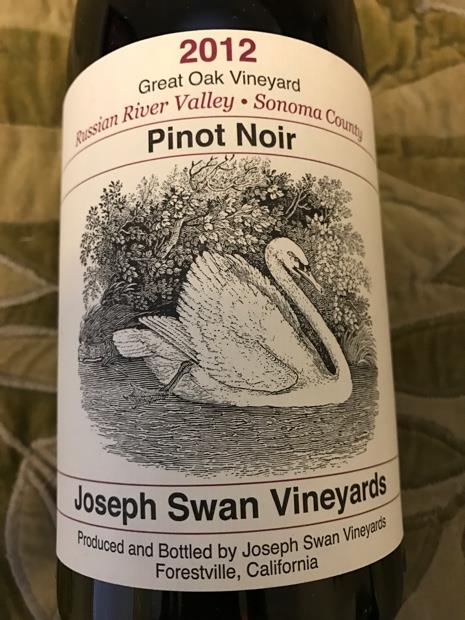 2012
Great Oak Vineyard
Russian River Valley • Sonoma County
Pinot Noir
Joseph Swan Vineyards
Produced and Bottled by Joseph Swan Vineyards
Forestville, California